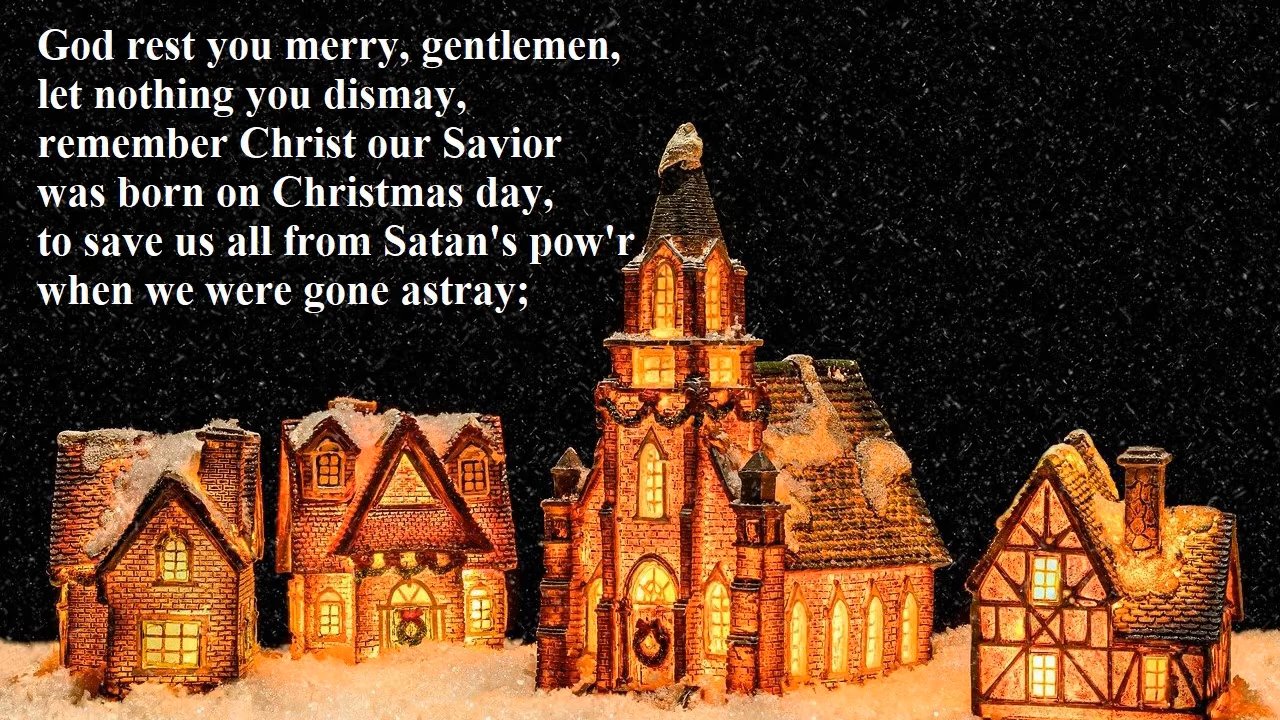 God rest you merry, gentlemen,
let nothing you dismay,
remember Christ our Savior
was born on Christmas day,
to save us all from Satan's pow'r
when we were gone astray;